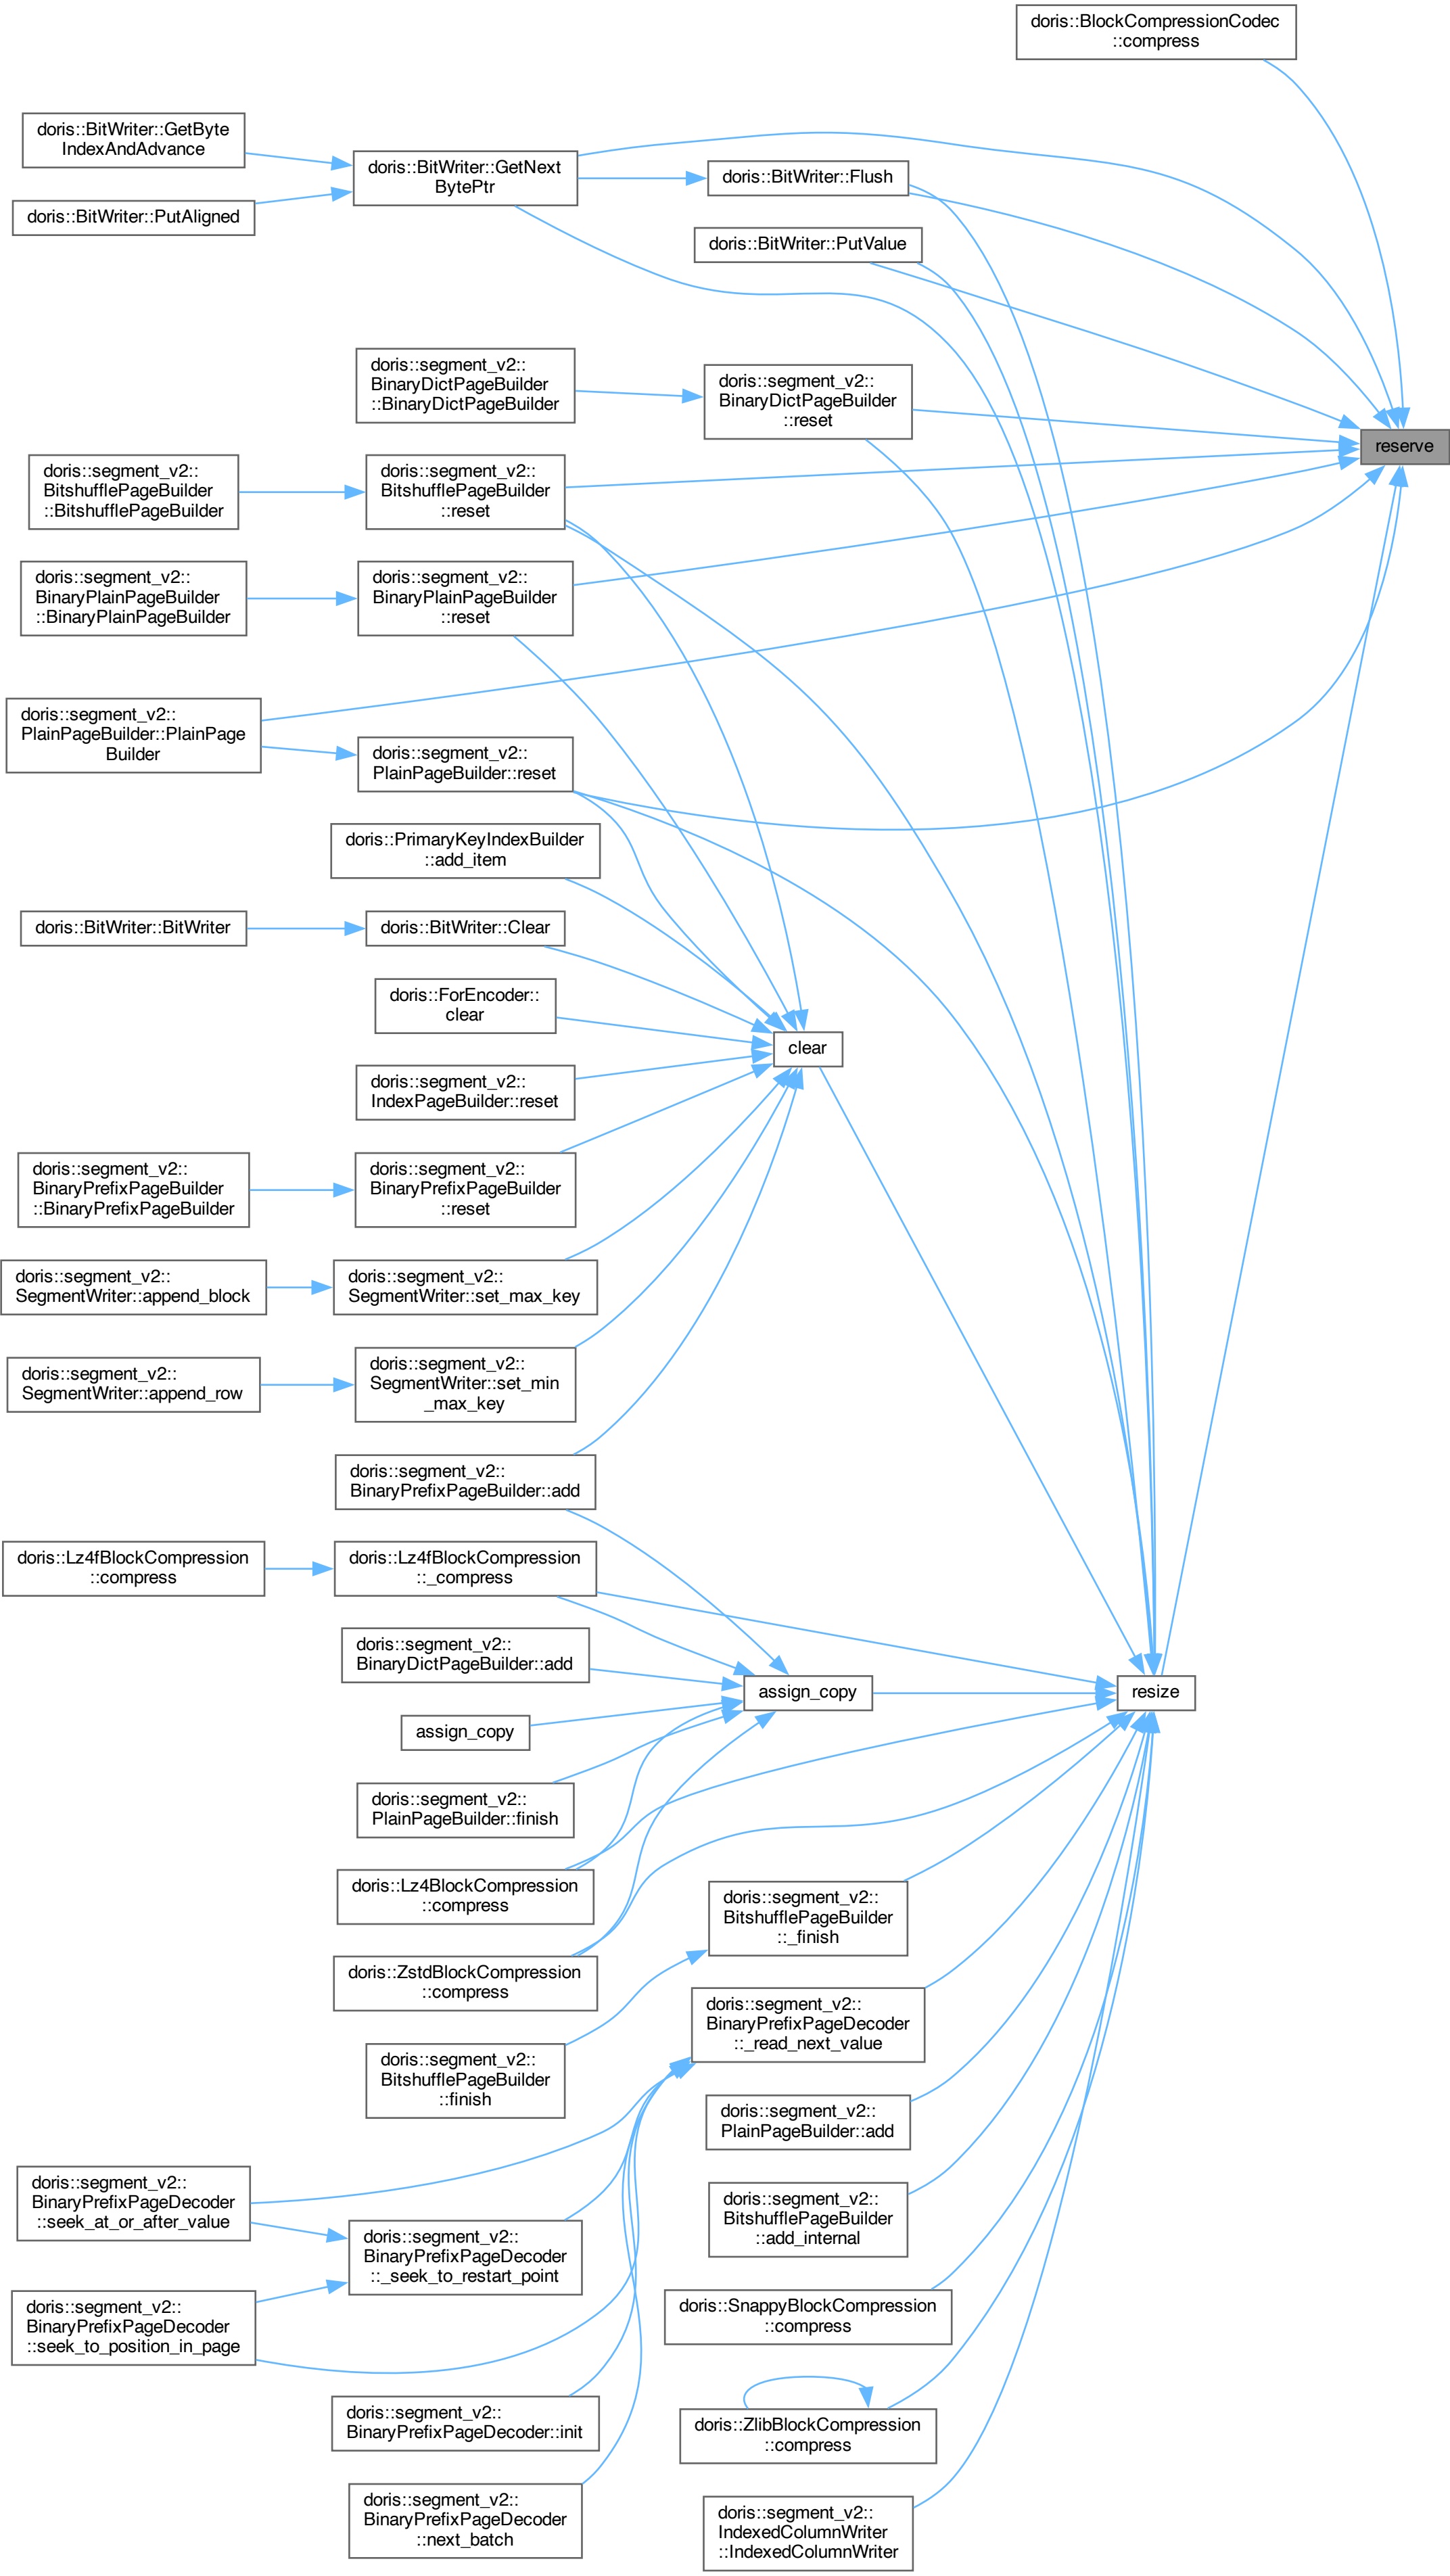 doris::BlockCompressionCodec
::compress
doris::BitWriter::GetByte
IndexAndAdvance
doris::BitWriter::GetNext
BytePtr
doris::BitWriter::Flush
doris::BitWriter::PutAligned
doris::BitWriter::PutValue
doris::segment_v2::
BinaryDictPageBuilder
::BinaryDictPageBuilder
doris::segment_v2::
BinaryDictPageBuilder
::reset
reserve
doris::segment_v2::
BitshufflePageBuilder
::BitshufflePageBuilder
doris::segment_v2::
BitshufflePageBuilder
::reset
doris::segment_v2::
BinaryPlainPageBuilder
::BinaryPlainPageBuilder
doris::segment_v2::
BinaryPlainPageBuilder
::reset
doris::segment_v2::
PlainPageBuilder::PlainPage
Builder
doris::segment_v2::
PlainPageBuilder::reset
doris::PrimaryKeyIndexBuilder
::add_item
doris::BitWriter::BitWriter
doris::BitWriter::Clear
doris::ForEncoder::
clear
clear
doris::segment_v2::
IndexPageBuilder::reset
doris::segment_v2::
BinaryPrefixPageBuilder
::BinaryPrefixPageBuilder
doris::segment_v2::
BinaryPrefixPageBuilder
::reset
doris::segment_v2::
SegmentWriter::append_block
doris::segment_v2::
SegmentWriter::set_max_key
doris::segment_v2::
SegmentWriter::append_row
doris::segment_v2::
SegmentWriter::set_min
_max_key
doris::segment_v2::
BinaryPrefixPageBuilder::add
doris::Lz4fBlockCompression
::compress
doris::Lz4fBlockCompression
::_compress
doris::segment_v2::
BinaryDictPageBuilder::add
assign_copy
resize
assign_copy
doris::segment_v2::
PlainPageBuilder::finish
doris::Lz4BlockCompression
::compress
doris::segment_v2::
BitshufflePageBuilder
::_finish
doris::ZstdBlockCompression
::compress
doris::segment_v2::
BinaryPrefixPageDecoder
::_read_next_value
doris::segment_v2::
BitshufflePageBuilder
::finish
doris::segment_v2::
PlainPageBuilder::add
doris::segment_v2::
BinaryPrefixPageDecoder
::seek_at_or_after_value
doris::segment_v2::
BitshufflePageBuilder
::add_internal
doris::segment_v2::
BinaryPrefixPageDecoder
::_seek_to_restart_point
doris::segment_v2::
BinaryPrefixPageDecoder
::seek_to_position_in_page
doris::SnappyBlockCompression
::compress
doris::segment_v2::
BinaryPrefixPageDecoder::init
doris::ZlibBlockCompression
::compress
doris::segment_v2::
BinaryPrefixPageDecoder
::next_batch
doris::segment_v2::
IndexedColumnWriter
::IndexedColumnWriter